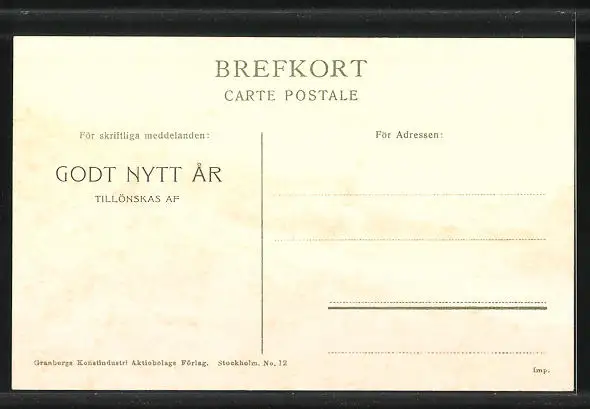 BREFKORT
CARTE POSTALE
För skriftliga meddelanden:
För Adressen:
GODT NYTT ÅR
TILLÖNSKAS AF
Granbergs Konstindustri Aktiebolags Förlag. Stockholm. No. 12
Imp.